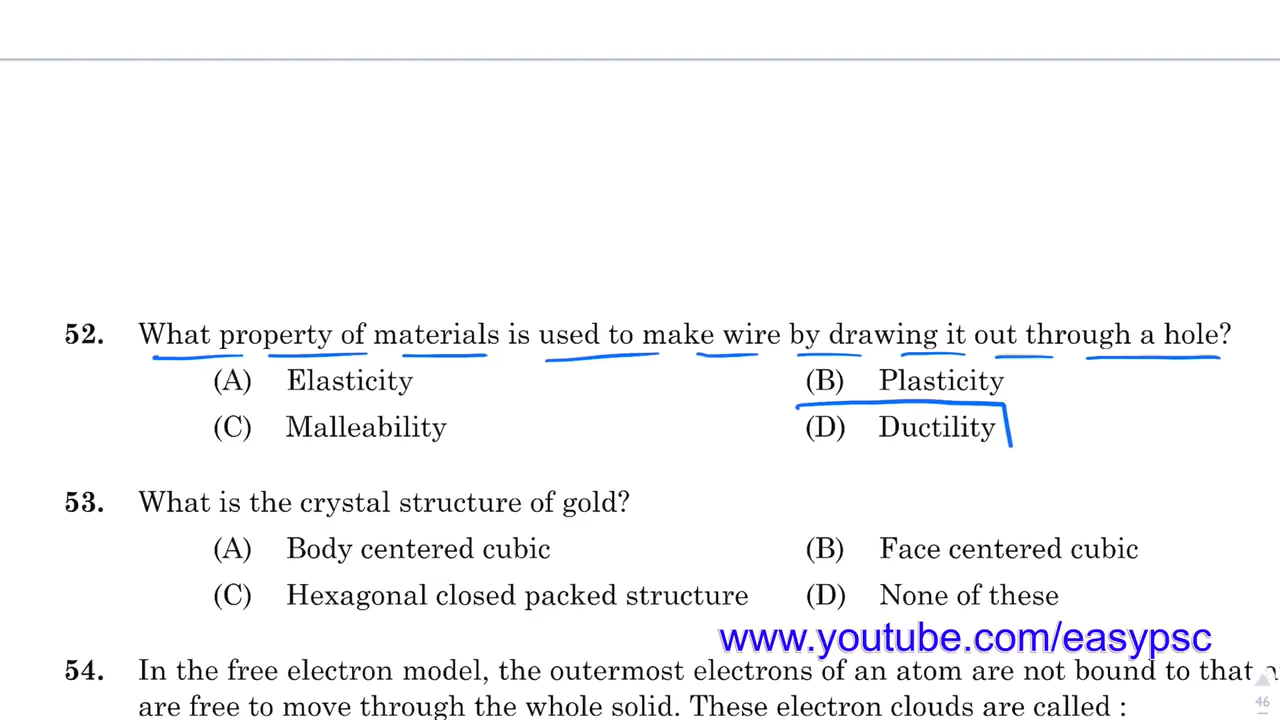 52. What property of materials is used to make wire by drawing it out through a hole?
(A) Elasticity (B) Plasticity
(C) Malleability (D) Ductility
53. What is the crystal structure of gold?
(A) Body centered cubic (B) Face centered cubic
(C) Hexagonal closed packed structure (D) None of these
www.youtube.com/easypsc
54. In the free electron model, the outermost electrons of an atom are not bound to that
are free to move through the whole solid. These electron clouds are called :
46